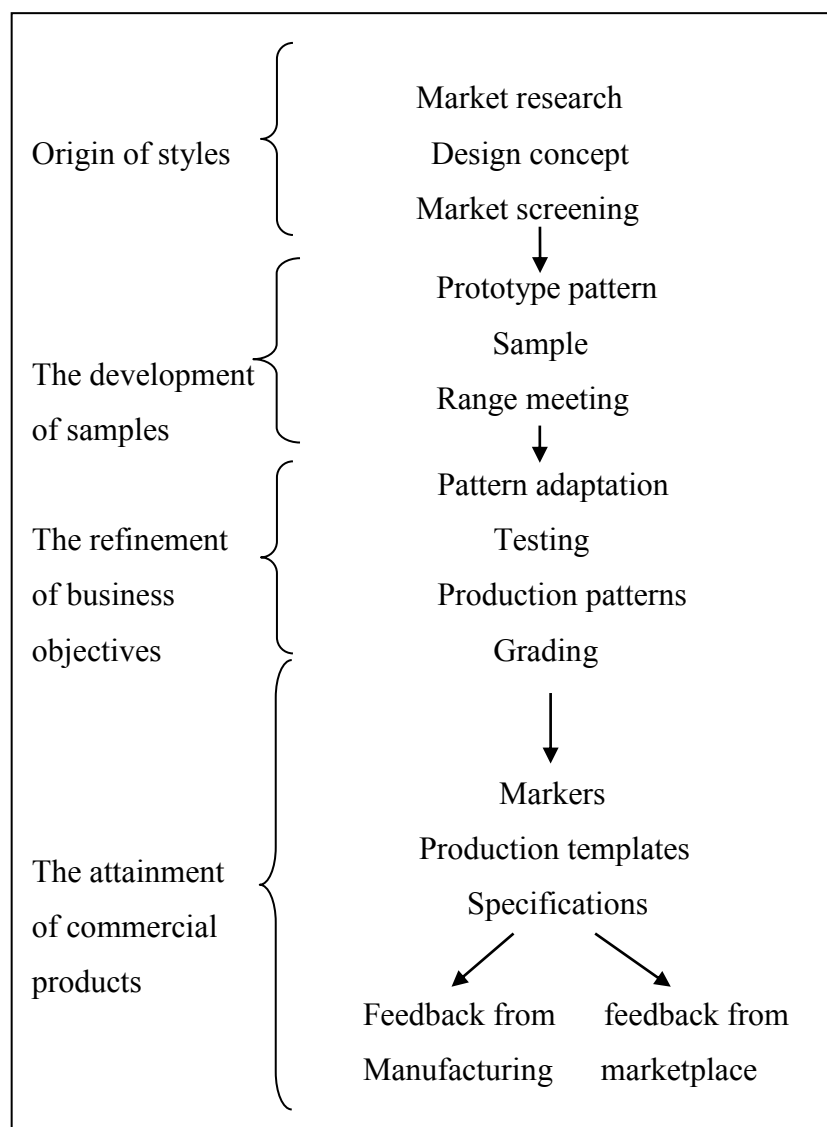 Market research
Origin of styles
Design concept
Market screening
Prototype pattern
Sample
The development
of samples
Range meeting
Pattern adaptation
The refinement
of business
objectives
Testing
Production patterns
Grading
Markers
Production templates
The attainment
of commercial
products
Specifications
Feedback from
Manufacturing
feedback from
marketplace